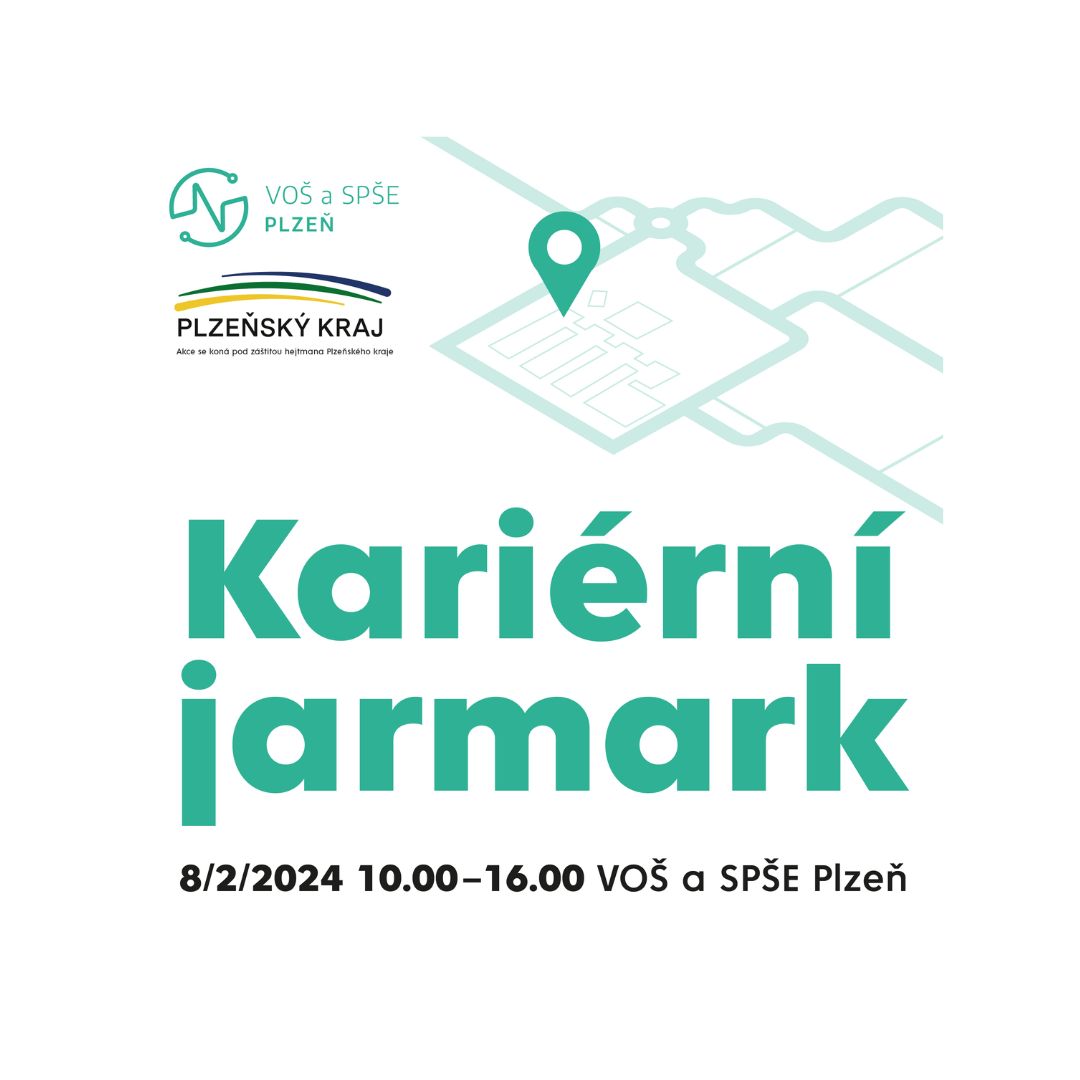 VOŠ a SPŠE
PLZEŇ
PLZEŇSKÝ KRAJ
Akce se koná pod záštitou hejtmana Plzeňského kraje
Kariérní
jarmark
8/2/2024 10.00–16.00 VOŠ a SPŠE Plzeň